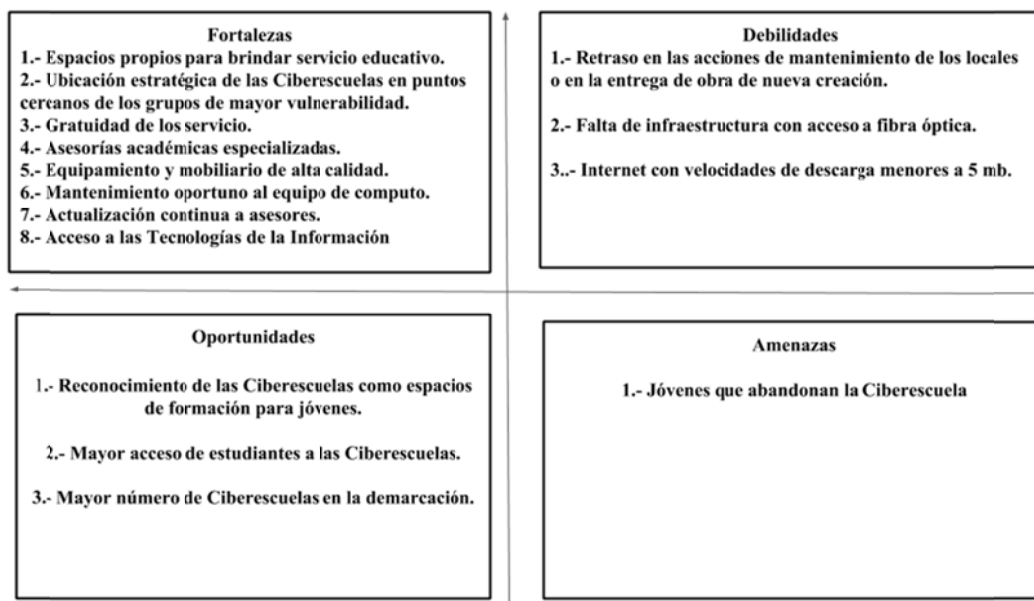 Fortalezas
1.- Espacios propios para brindar servicio educativo.
2.- Ubicación estratégica de las Ciberescuelas en puntos
cercanos de los grupos de mayor vulnerabilidad.
3.- Gratuidad de los servicio.
4.- Asesorías académicas especializadas.
5.- Equipamiento y mobiliario de alta calidad.
6.- Mantenimiento oportuno al equipo de computo.
7.- Actualización continua a asesores.
8.- Acceso a las Tecnologías de la Información
Debilidades
1.- Retraso en las acciones de mantenimiento de los locales
o en la entrega de obra de nueva creación.
2.- Falta de infraestructura con acceso a fibra óptica.
3..- Internet con velocidades de descarga menores a 5 mb.
Oportunidades
1.- Reconocimiento de las Ciberescuelas como espacios
de formación para jóvenes.
2.- Mayor acceso de estudiantes a las Ciberescuelas.
3.- Mayor número de Ciberescuelas en la demarcación.
Amenazas
1.- Jóvenes que abandonan la Ciberescuela